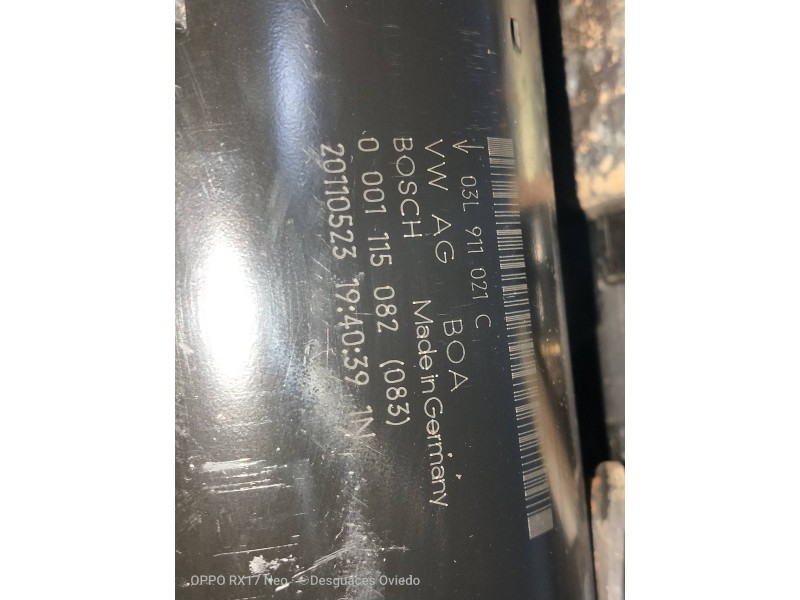 ↓ 03L 911 021 C
VW AG BOA
BOSCH Made in Germany
0 001 115 082 (083)
20110523 19:40:39 1N
OPPO RX17 Neo · ©Desguaces Oviedo